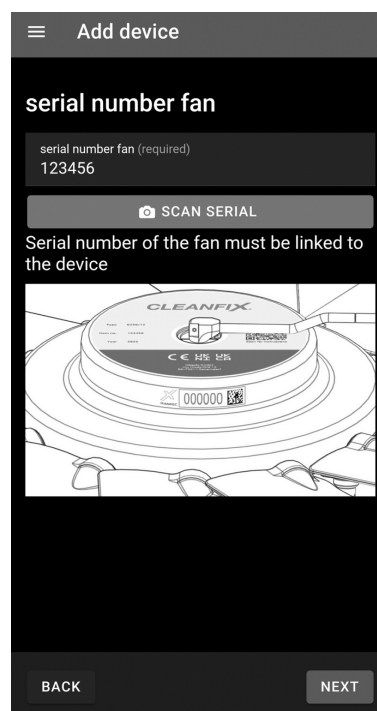 Add device
serial number fan
serial number fan (required)
123456
SCAN SERIAL
Serial number of the fan must be linked to
the device
CLEANFIX
000000
BACK
NEXT